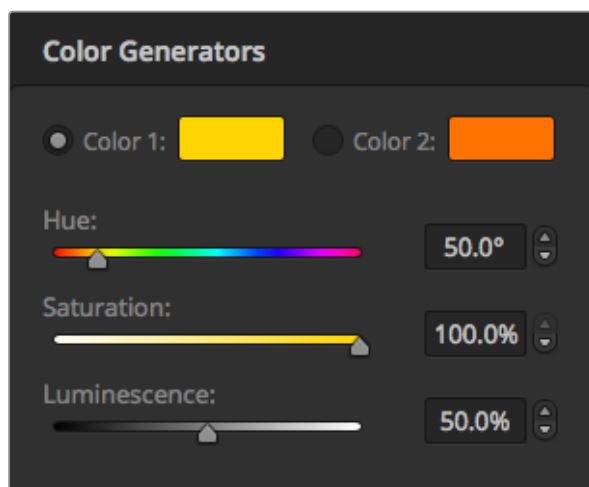 Color Generators
Color 1: Color 2:
Hue:
50.0°
Saturation:
100.0%
Luminescence:
50.0%